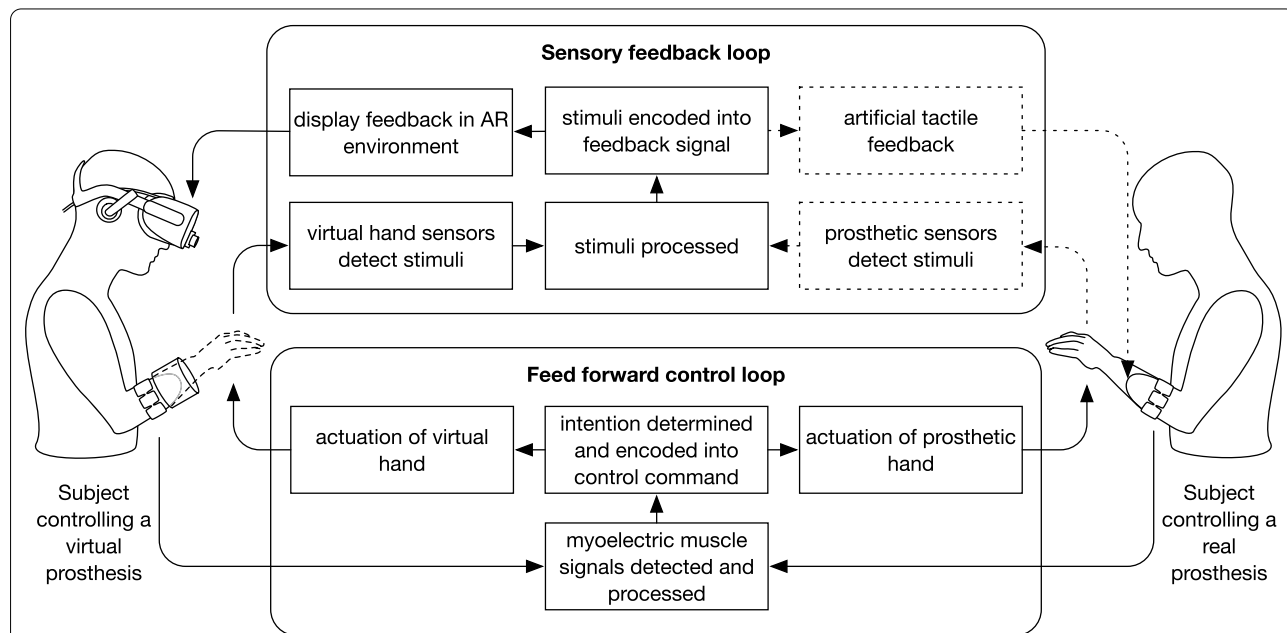 Sensory feedback loop
display feedback in AR
environment
stimuli encoded into
feedback signal
artificial tactile
feedback
virtual hand sensors
detect stimuli
stimuli processed
prosthetic sensors
detect stimuli
Feed forward control loop
actuation of virtual
hand
intention determined
and encoded into
control command
actuation of prosthetic
hand
myoelectric muscle
signals detected and
processed
Subject
controlling a
virtual
prosthesis
Subject
controlling a
real
prosthesis